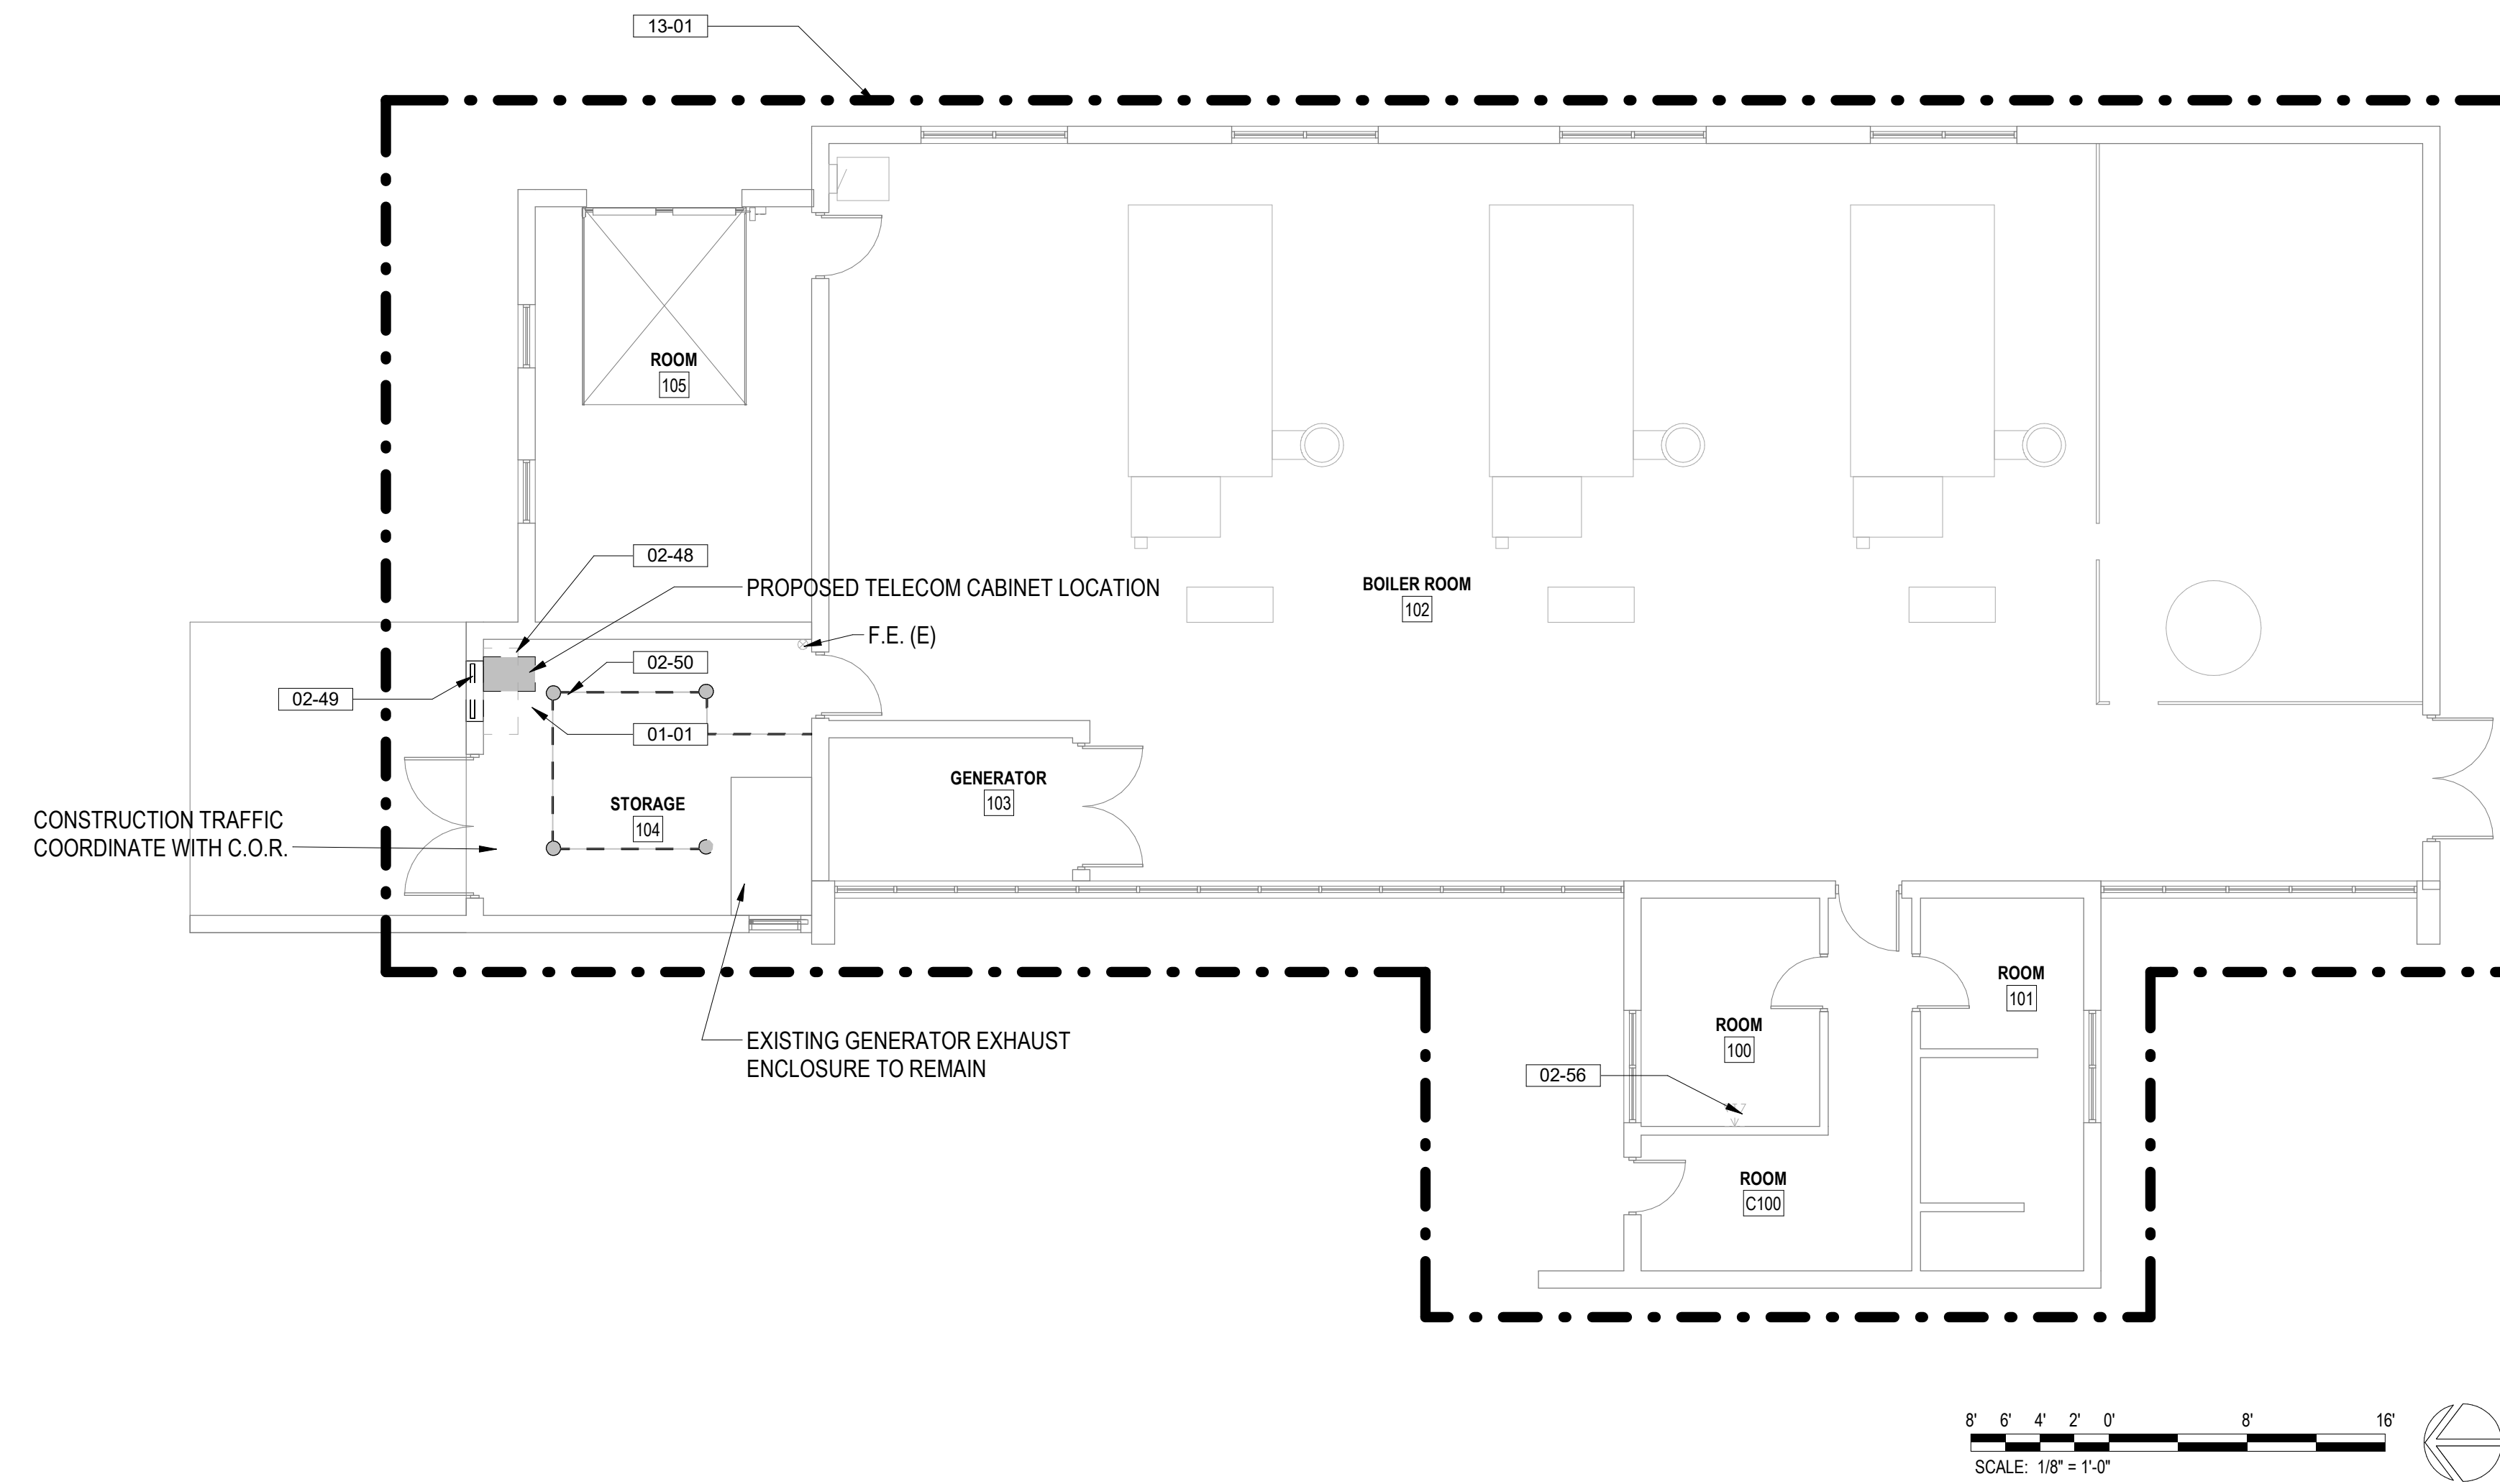 13-01
ROOM
105
02-48
PROPOSED TELECOM CABINET LOCATION
BOILER ROOM
102
F.E. (E)
02-50
02-49
01-01
GENERATOR
103
STORAGE
104
CONSTRUCTION TRAFFIC
COORDINATE WITH C.O.R.
ROOM
101
ROOM
100
EXISTING GENERATOR EXHAUST
ENCLOSURE TO REMAIN
02-56
ROOM
C100
8' 6' 4' 2' 0' 8' 16'
SCALE: 1/8" = 1'-0"